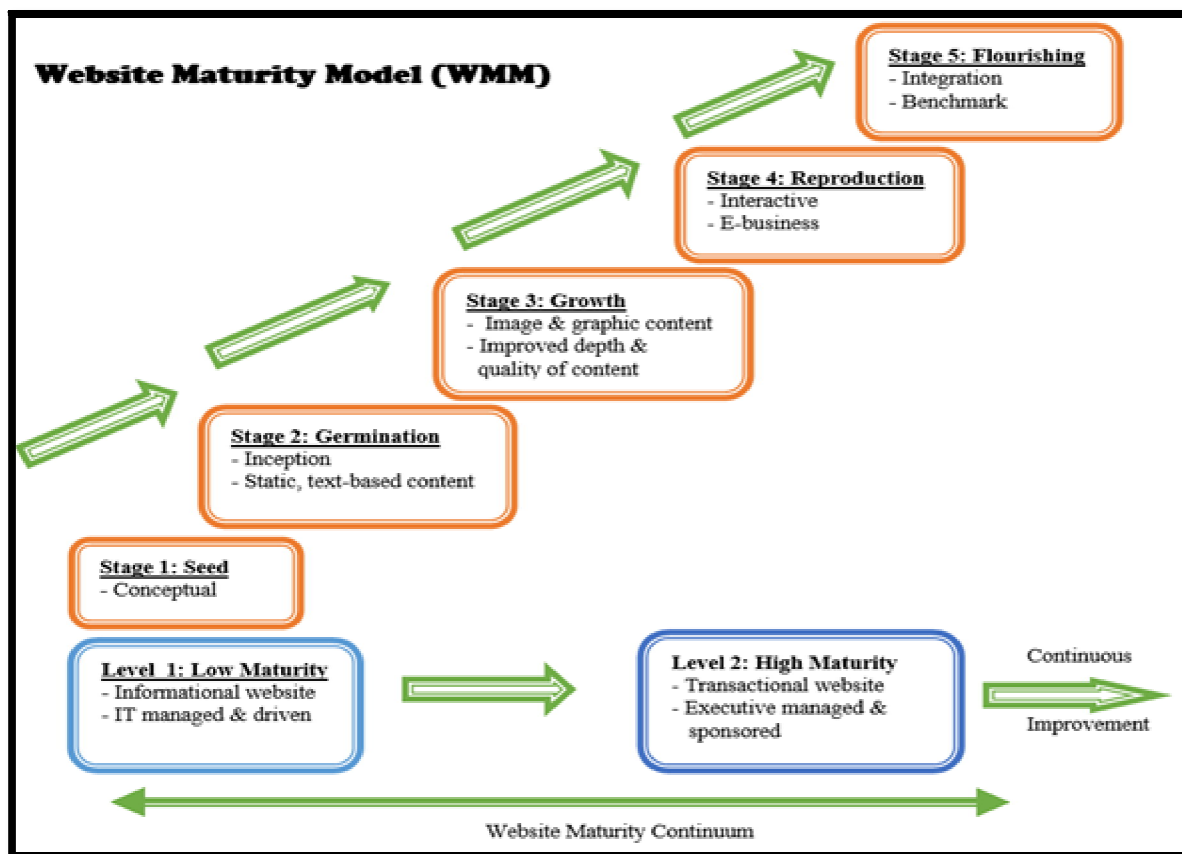 Website Maturity Model (WMM)
Stage 5: Flourishing
- Integration
- Benchmark
Stage 4: Reproduction
- Interactive
- E-business
Stage 3: Growth
- Image & graphic content
- Improved depth &
quality of content
Stage 2: Germination
- Inception
- Static, text-based content
Stage 1: Seed
- Conceptual
Level 1: Low Maturity
- Informational website
- IT managed & driven
Level 2: High Maturity
- Transactional website
- Executive managed &
sponsored
Continuous
Improvement
Website Maturity Continuum